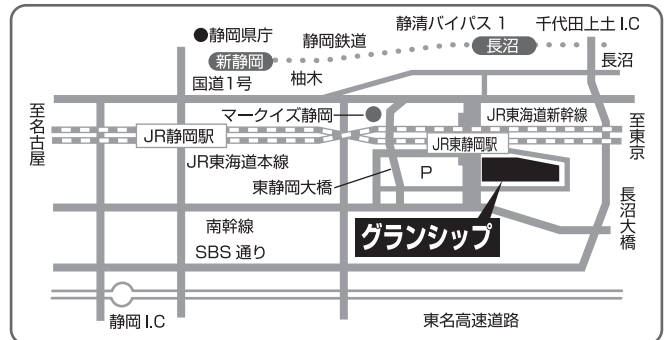 静清バイパス1
千代田上土I.C
●静岡県庁
静岡鉄道
長沼
新静岡
長沼
国道1号
柚木
マークイズ静岡
JR東海道新幹線
至名古屋
JR静岡駅
JR東静岡駅
至東京
JR東海道本線
P
東静岡大橋
長沼大橋
南幹線
グランシップ
SBS通り
静岡I.C
東名高速道路